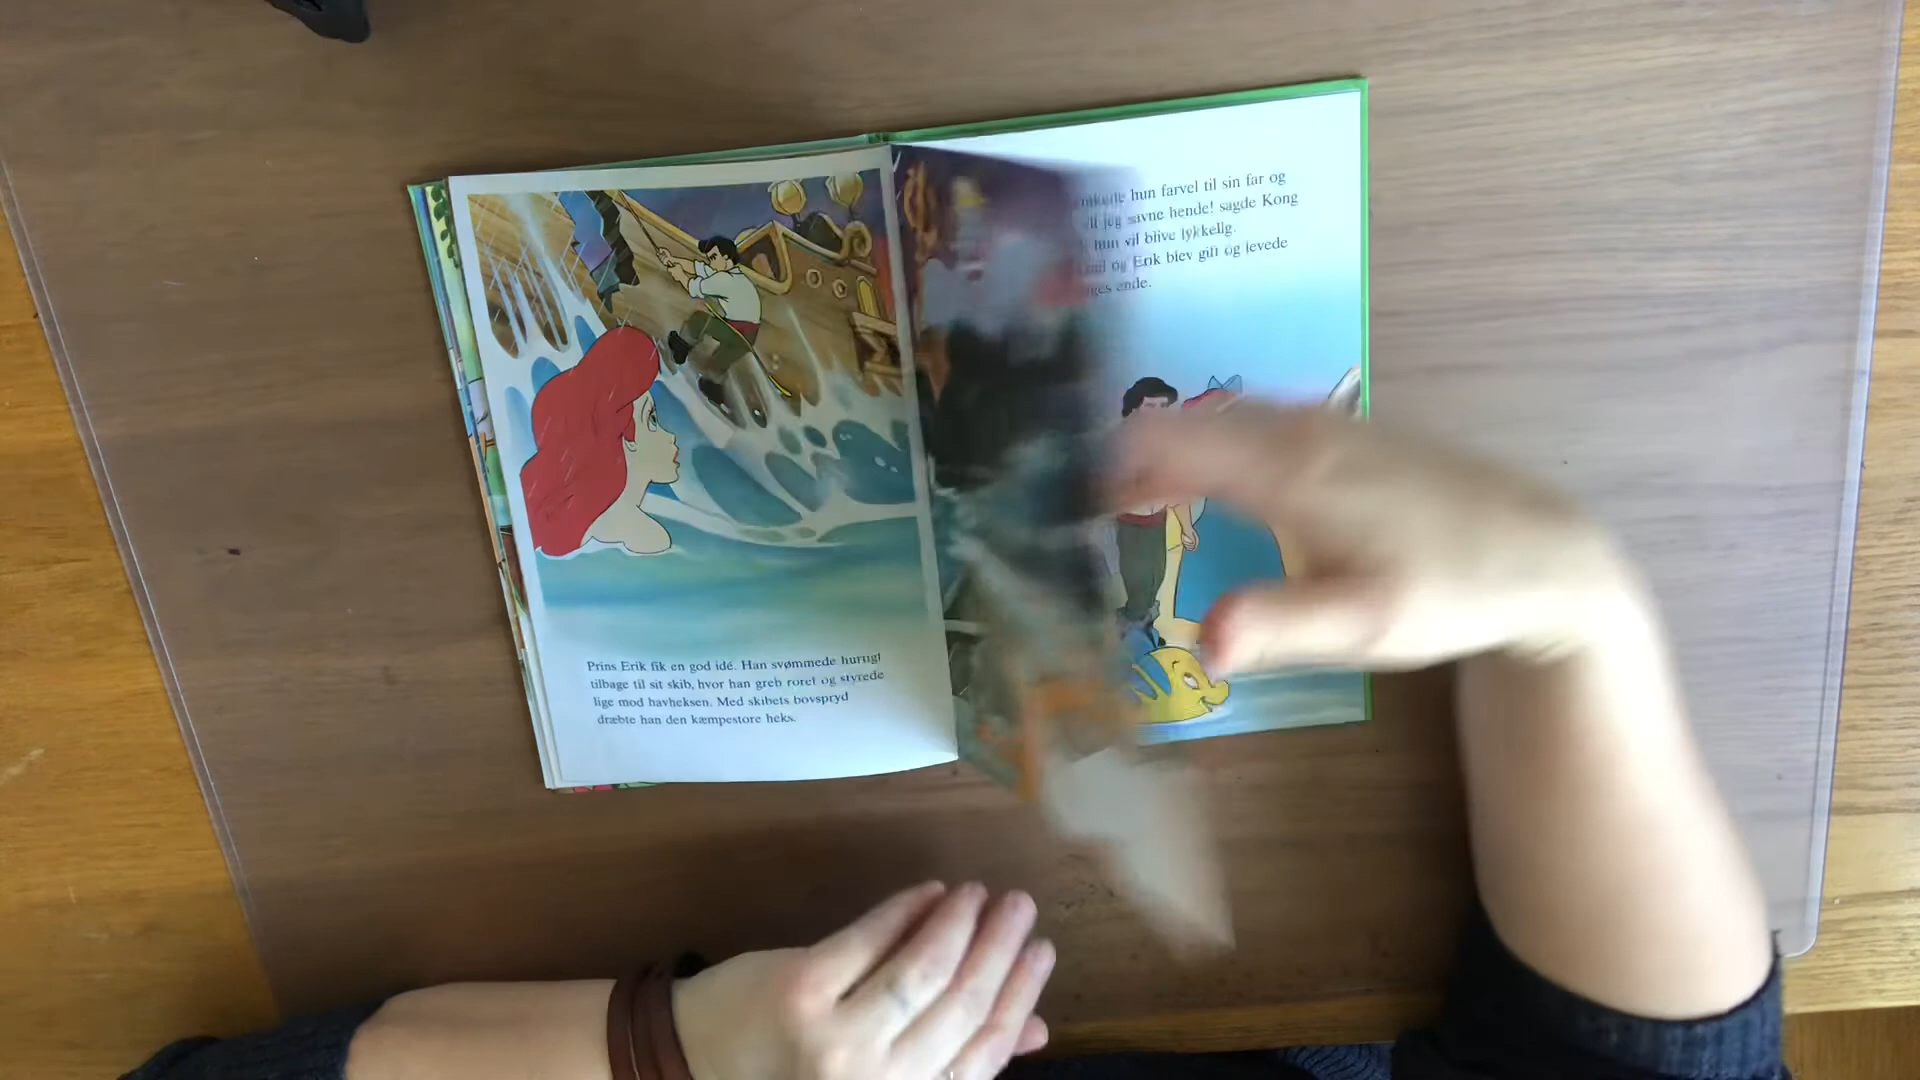 Prins Erik fik en god idé. Han svømmede hurtigt
tilbage til sit skib, hvor han greb roret og styrede
lige mod havheksen. Med skibets bovspryd
dræbte han den kæmpestore heks.
hun farvel til sin far og
jeg savne hende! sagde Kong
hun vil blive lykkelig.
og Erik blev gift og levede
ende.